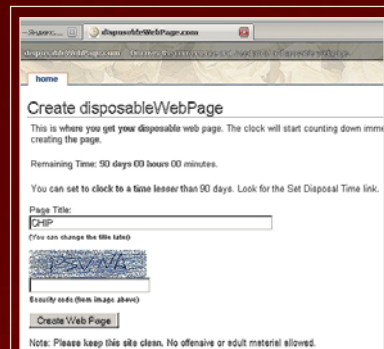 disposableWebPage.com
home
Create disposableWebPage
This is where you get your disposable web page. The clock will start counting down imme
creating the page.
Remaining Time: 90 days 00 hours 00 minutes.
You can set to clock to a time lesser than 90 days. Look for the Set Disposal Time link.
Page Title:
CHIP
(You can change the title later)
Security code (from image above)
Create Web Page
Note: Please keep this site clean. No offensive or adult material allowed.